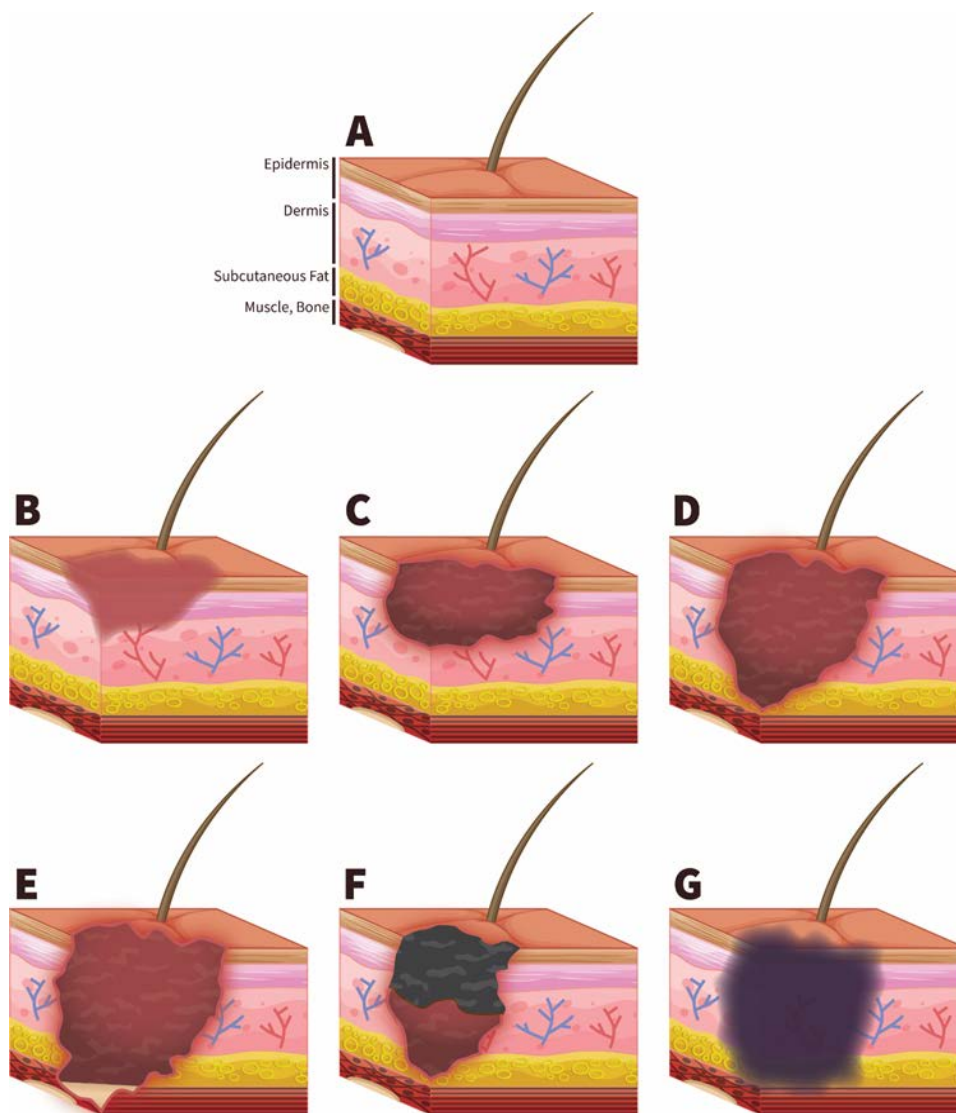 A
Epidermis
Dermis
Subcutaneous Fat
Muscle, Bone
B
C
D
E
F
G